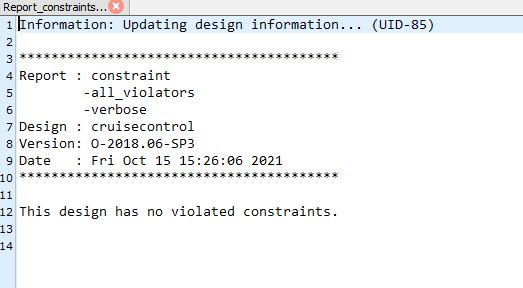 Report_constraints...
1 Information: Updating design information... (UID-85)
2
3 ****************************************
4 Report : constraint
5         -all_violators
6         -verbose
7 Design : cruisecontrol
8 Version: O-2018.06-SP3
9 Date   : Fri Oct 15 15:26:06 2021
10 ****************************************
11
12 This design has no violated constraints.
13
14